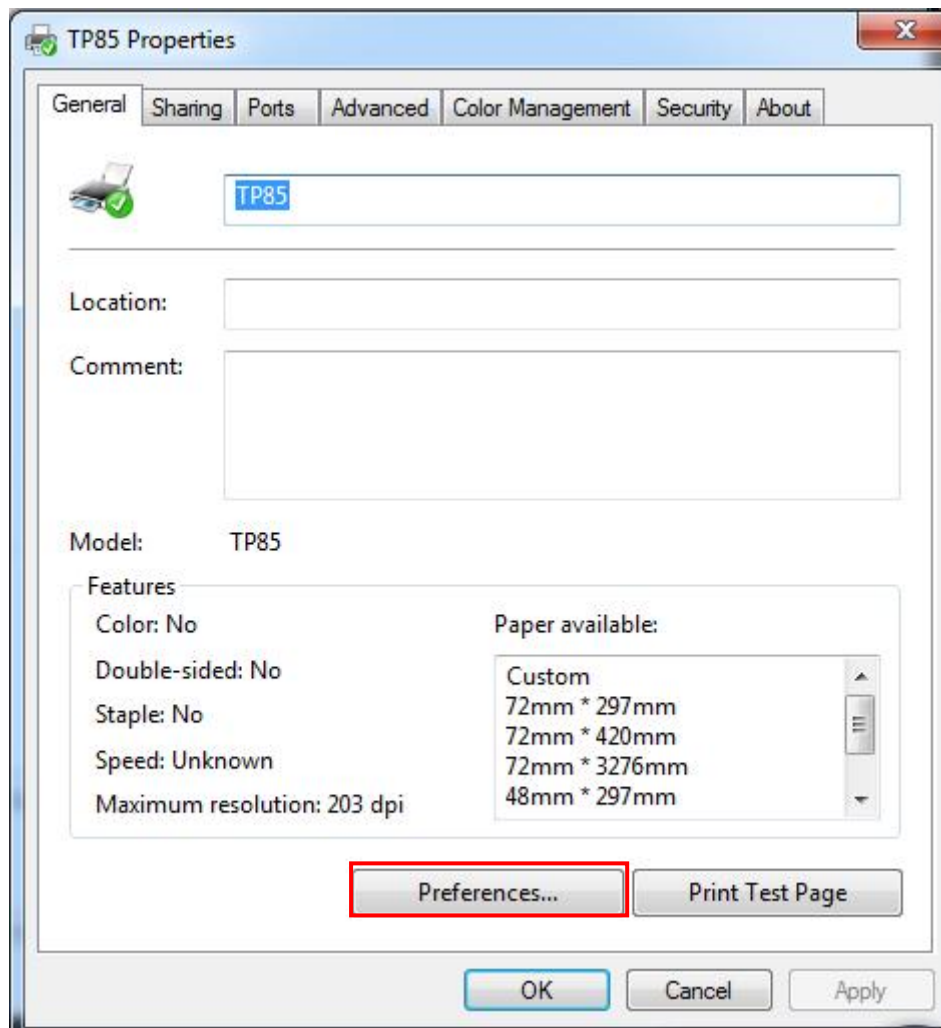 TP85 Properties
General Sharing Ports Advanced Color Management Security About
TP85
Location:
Comment:
Model: TP85
Features
Color: No
Paper available:
Double-sided: No
Staple: No
Speed: Unknown
Maximum resolution: 203 dpi
Custom
72mm * 297mm
72mm * 420mm
72mm * 3276mm
48mm * 297mm
Preferences... Print Test Page
OK Cancel Apply